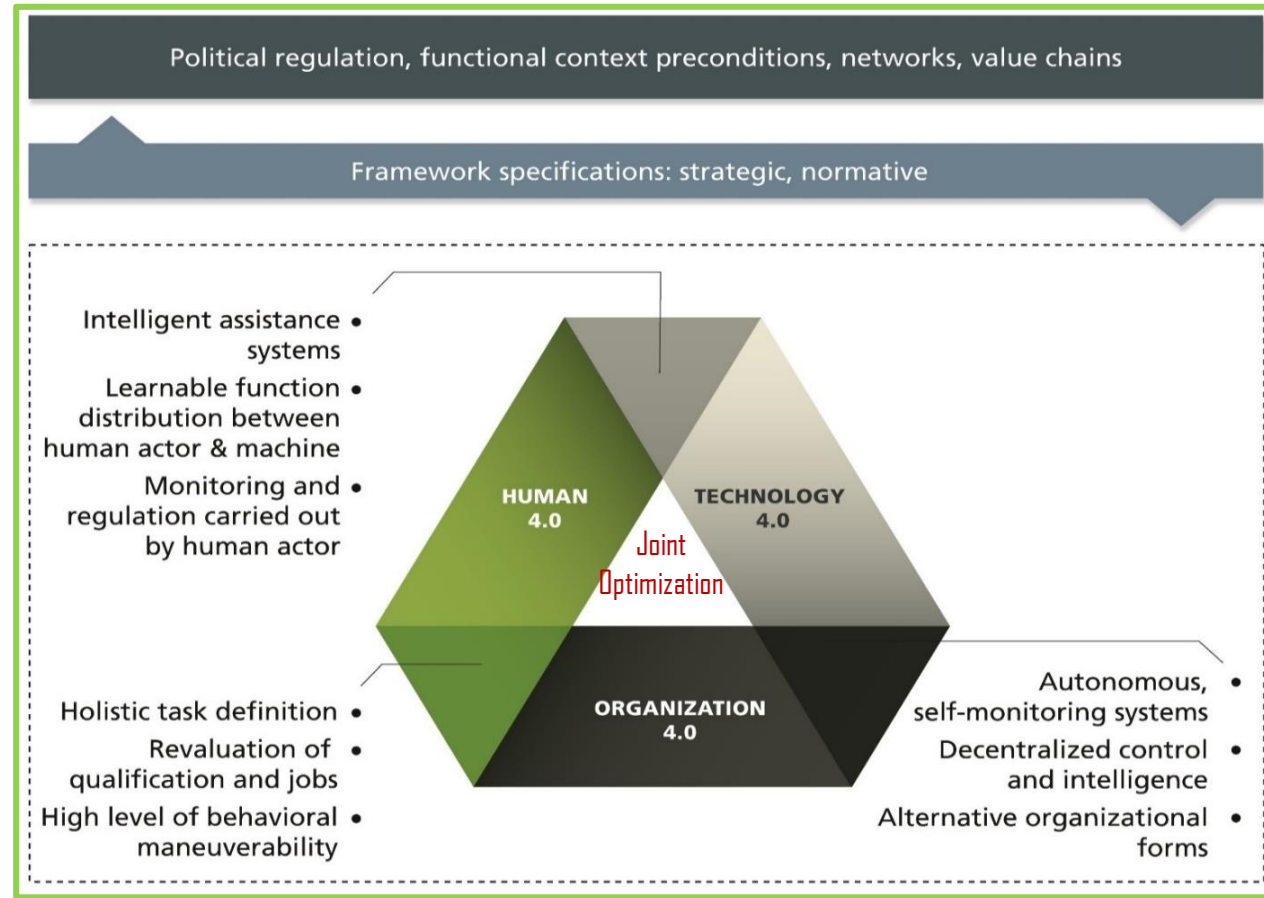 Political regulation, functional context preconditions, networks, value chains
Framework specifications: strategic, normative
Intelligent assistance •
systems
Learnable function •
distribution between
human actor & machine
Monitoring and •
regulation carried out
by human actor
HUMAN
4.0
TECHNOLOGY
4.0
Joint
Optimization
ORGANIZATION
4.0
Holistic task definition •
Revaluation of •
qualification and jobs
High level of behavioral •
maneuverability
Autonomous, •
self-monitoring systems
Decentralized control •
and intelligence
Alternative organizational •
forms